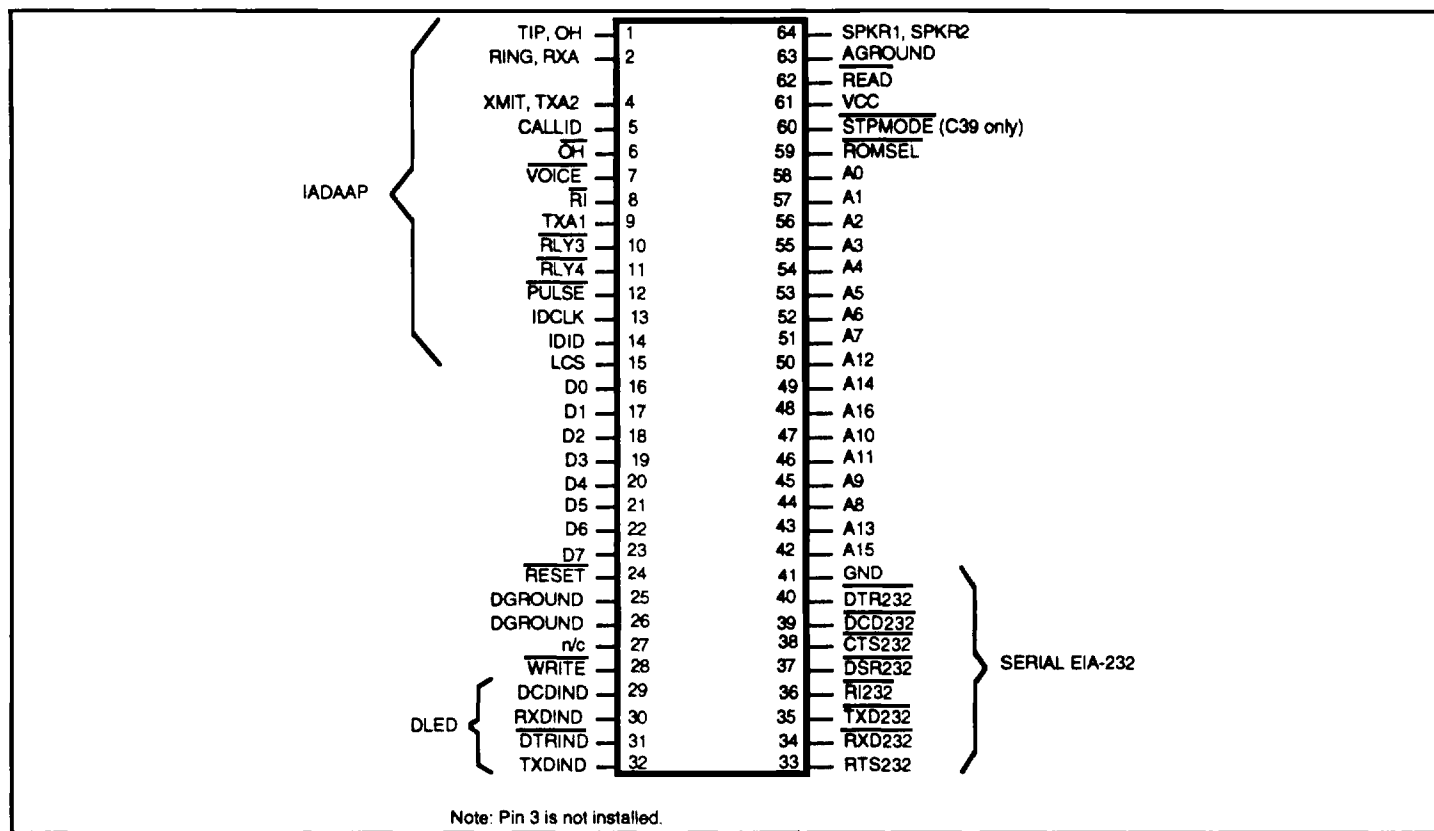 TIP, OH 1 64 SPKR1, SPKR2
RING, RXA 2 63 AGROUND
62 READ
XMIT, TXA2 4 61 VCC
CALLID 5 60 STPMODE (C39 only)
OH 6 59 ROMSEL
VOICE 7 58 A0
IADAAP
RI 8 57 A1
TXA1 9 56 A2
RLY3 10 55 A3
RLY4 11 54 A4
PULSE 12 53 A5
IDCLK 13 52 A6
IDID 14 51 A7
LCS 15 50 A12
D0 16 49 A14
D1 17 48 A16
D2 18 47 A10
D3 19 46 A11
D4 20 45 A9
D5 21 44 A8
D6 22 43 A13
D7 23 42 A15
RESET 24 41 GND
DGROUND 25 40 DTR232
DGROUND 26 39 DCD232
n/c 27 38 CTS232
WRITE 28 37 DSR232
SERIAL EIA-232
DCDIND 29 36 RI232
RXDIND 30 35 TXD232
DLED
DTRIND 31 34 RXD232
TXDIND 32 33 RTS232
Note: Pin 3 is not installed.